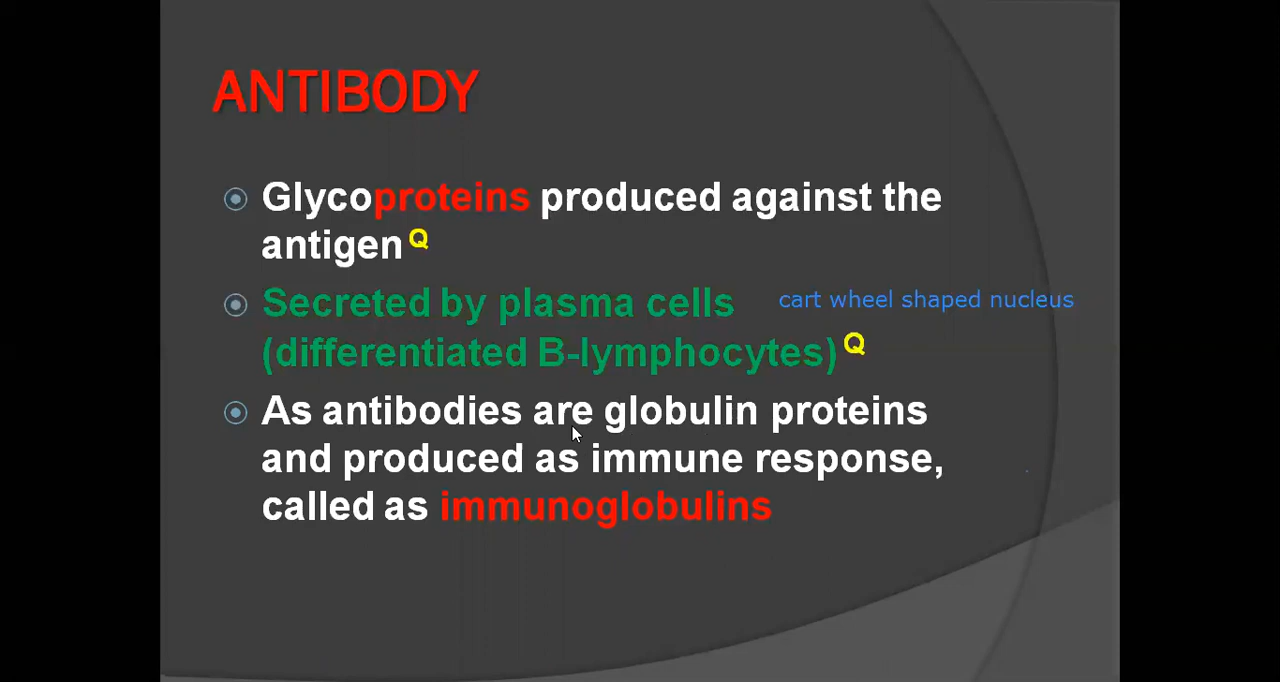 ANTIBODY
Glycoproteins produced against the
antigen Q
Secreted by plasma cells cart wheel shaped nucleus
(differentiated B-lymphocytes) Q
As antibodies are globulin proteins
and produced as immune response,
called as immunoglobulins